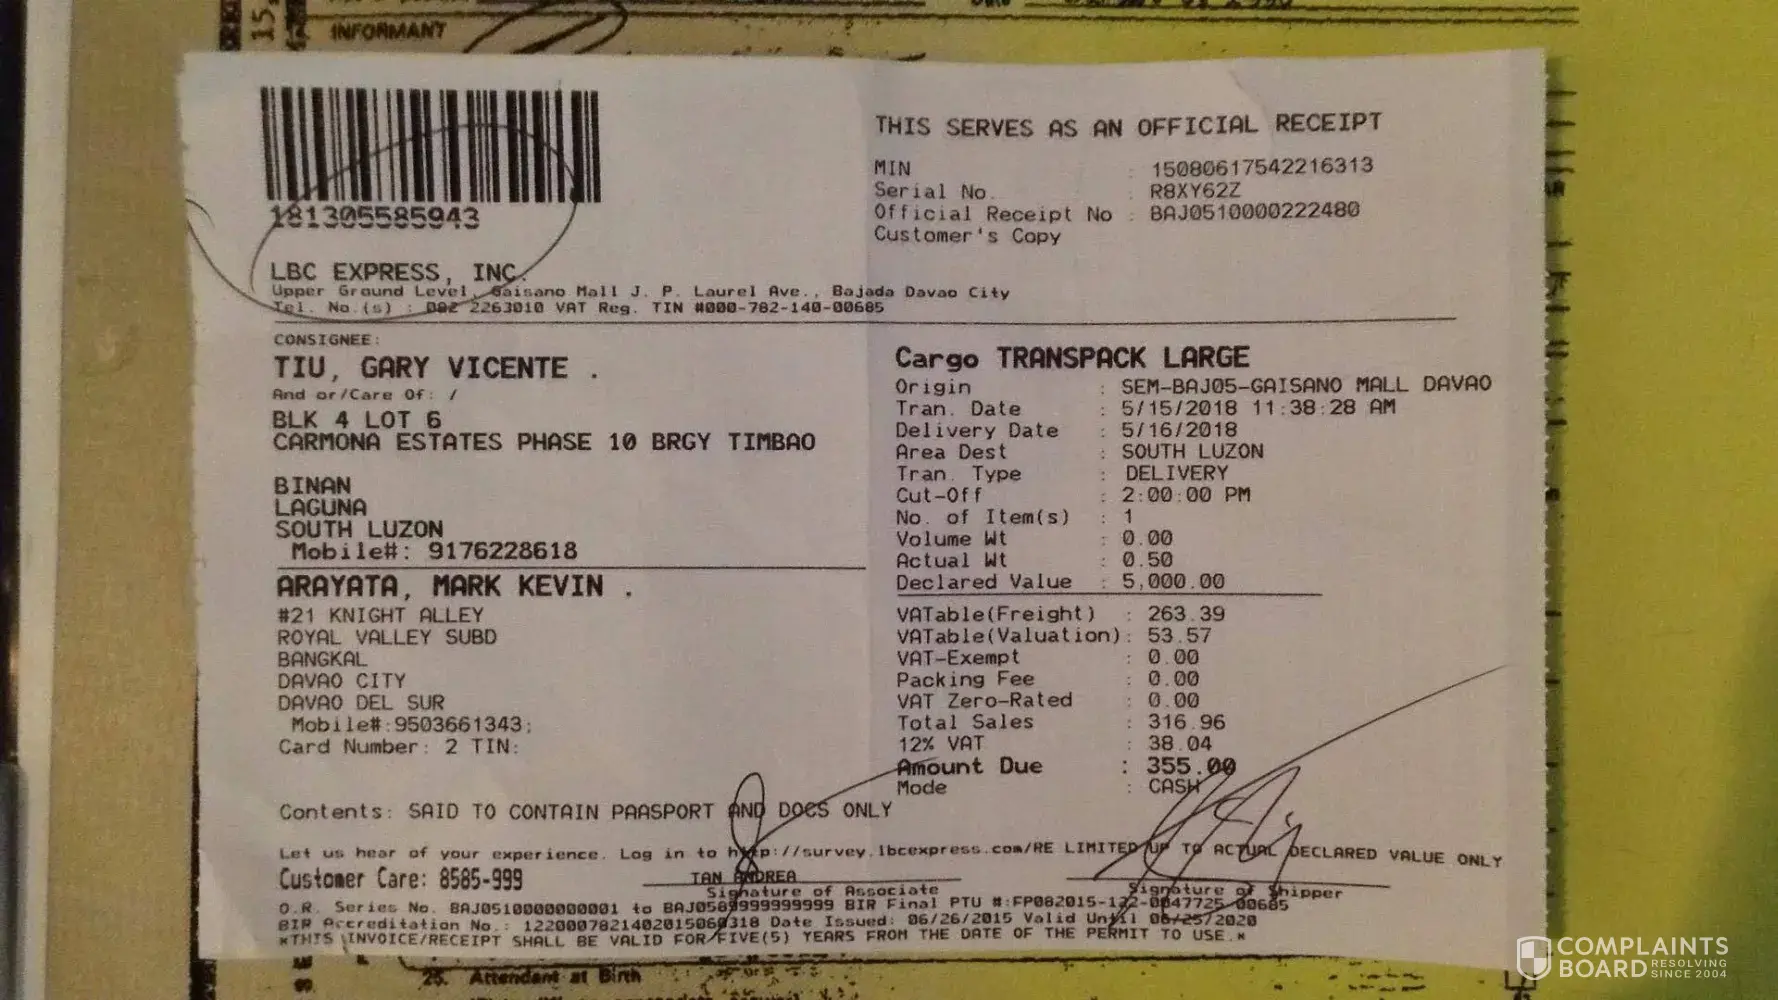 INFORMANT
181305585943
LBC EXPRESS, INC.
Upper Ground Level, Gaisano Mall J. P. Laurel Ave., Bajada Davao City
Tel. No.(s) : 082 2263010 VAT Reg. TIN #000-782-140-00685
THIS SERVES AS AN OFFICIAL RECEIPT
MIN : 15080617542216313
Serial No. : R8XY62Z
Official Receipt No : BAJ0510000222480
Customer's Copy
CONSIGNEE:
TIU, GARY VICENTE .
And or/Care Of: /
BLK 4 LOT 6
CARMONA ESTATES PHASE 10 BRGY TIMBAO
BINAN
LAGUNA
SOUTH LUZON
Mobile#: 9176228618
ARAYATA, MARK KEVIN .
#21 KNIGHT ALLEY
ROYAL VALLEY SUBD
BANGKAL
DAVAO CITY
DAVAO DEL SUR
Mobile#:9503661343;
Card Number: 2 TIN:
Cargo TRANSPACK LARGE
Origin : SEM-BAJ05-GAISANO MALL DAVAO
Tran. Date : 5/15/2018 11:38:28 AM
Delivery Date : 5/16/2018
Area Dest : SOUTH LUZON
Tran. Type : DELIVERY
Cut-Off : 2:00:00 PM
No. of Item(s) : 1
Volume Wt : 0.00
Actual Wt : 0.50
Declared Value : 5,000.00
VATable(Freight) : 263.39
VATable(Valuation): 53.57
VAT-Exempt : 0.00
Packing Fee : 0.00
VAT Zero-Rated : 0.00
Total Sales : 316.96
12% VAT : 38.04
Amount Due : 355.00
Mode : CASH
Contents: SAID TO CONTAIN PAASPORT AND DOCS ONLY
Let us hear of your experience. Log in to http://survey.lbcexpress.com/RE LIMITED UP TO ACTUAL DECLARED VALUE ONLY
Customer Care: 8585-999
TAN ANDREA
Signature of Associate
Signature of Shipper
O.R. Series No. BAJ0510000000001 to BAJ0589999999999 BIR Final PTU #:FP082015-122-0047725 00685
BIR Accreditation No.: 12200078214020150603​18 Date Issued: 06/26/2015 Valid Until 06/25/2020
*THIS INVOICE/RECEIPT SHALL BE VALID FOR FIVE(5) YEARS FROM THE DATE OF THE PERMIT TO USE.*
25. Attendant at Birth
COMPLAINTS
BOARD RESOLVING SINCE 2004